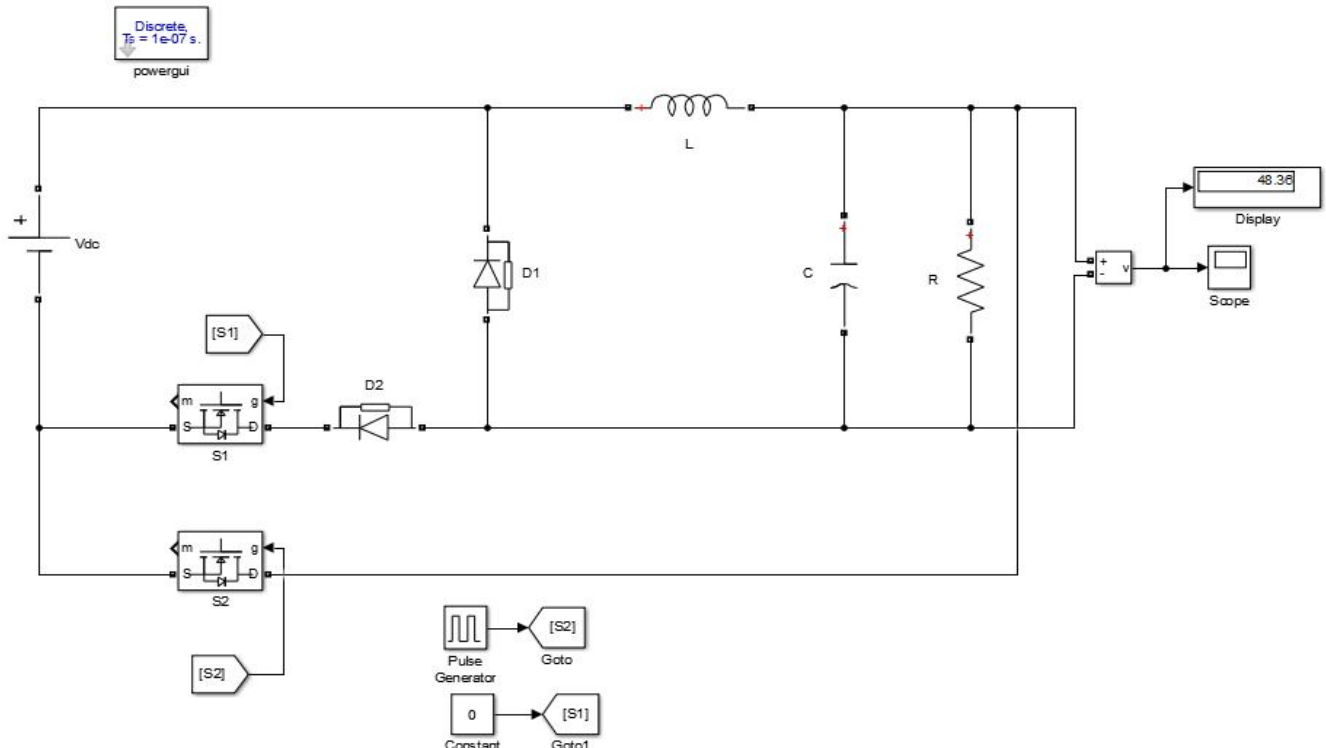 Discrete,
Ts = 1e-07 s.
powergui
L
48.36
Display
+
Vdc
D1
C
R
+
-
v
Scope
[S1]
D2
m
g
S
D
S1
m
g
S
D
S2
[S2]
Pulse
Generator
[S2]
Goto
0
Constant
[S1]
Goto1